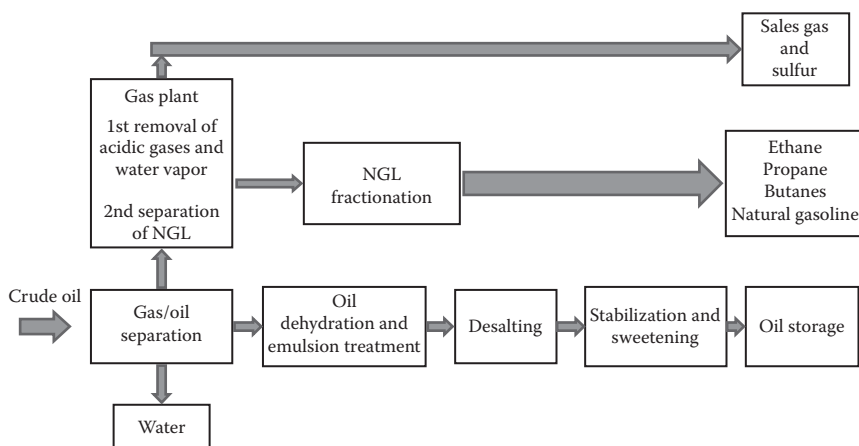 Sales gas
and
sulfur
Gas plant
1st removal of
acidic gases and
water vapor
2nd separation
of NGL
NGL
fractionation
Ethane
Propane
Butanes
Natural gasoline
Crude oil
Gas/oil
separation
Oil
dehydration and
emulsion treatment
Desalting
Stabilization and
sweetening
Oil storage
Water